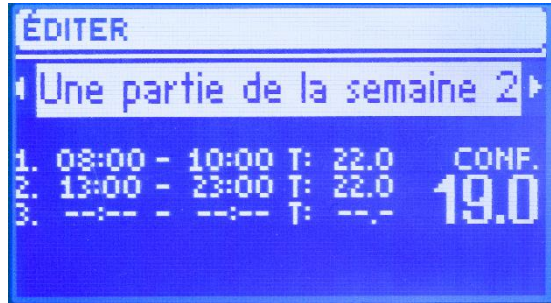 ÉDITER
Une partie de la semaine 2
1. 08:00 - 10:00 T: 22.0
2. 13:00 - 23:00 T: 22.0
3. --:-- - --:-- T: --.-
CONF.
19.0